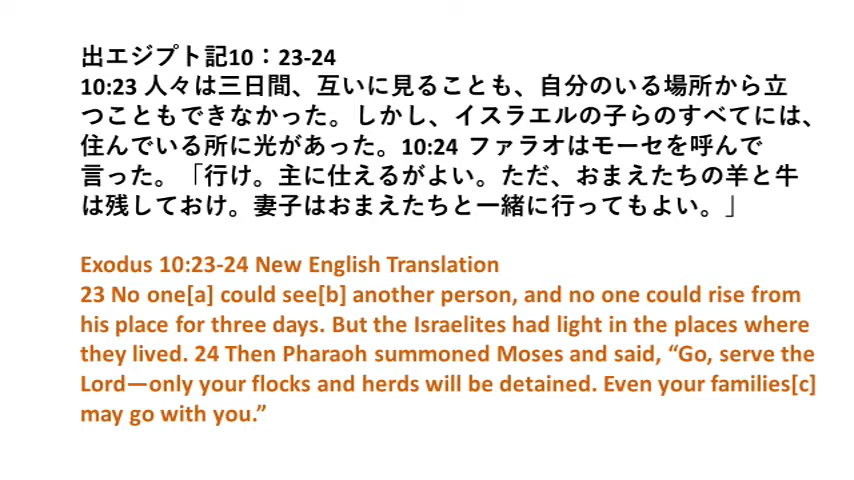 出エジプト記10：23-24
10:23 人々は三日間、互いに見ることも、自分のいる場所から立
つこともできなかった。しかし、イスラエルの子らのすべてには、
住んでいる所に光があった。10:24 ファラオはモーセを呼んで
言った。「行け。主に仕えるがよい。ただ、おまえたちの羊と牛
は残しておけ。妻子はおまえたちと一緒に行ってもよい。」
Exodus 10:23-24 New English Translation
23 No one[a] could see[b] another person, and no one could rise from
his place for three days. But the Israelites had light in the places where
they lived. 24 Then Pharaoh summoned Moses and said, “Go, serve the
Lord—only your flocks and herds will be detained. Even your families[c]
may go with you.”